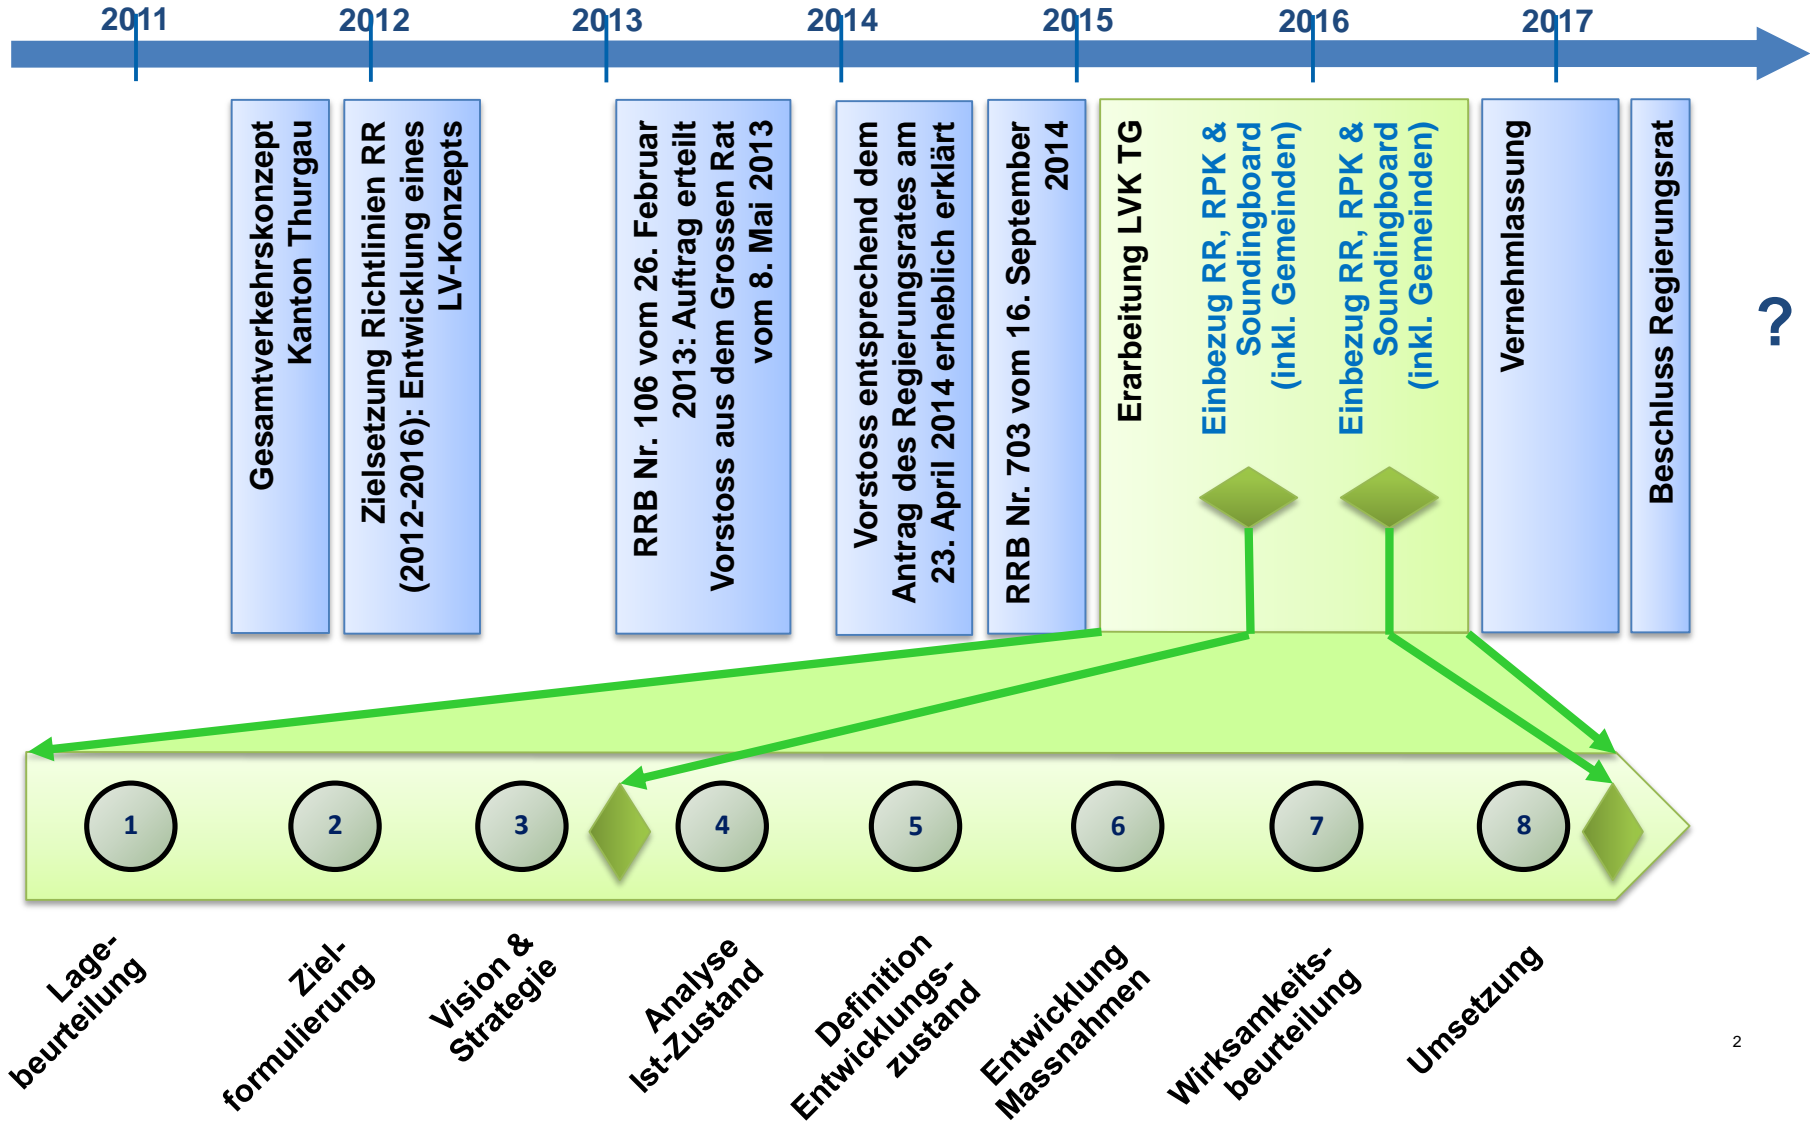 2011
2012
2013
2014
2015
2016
2017
Gesamtverkehrskonzept
Kanton Thurgau
Zielsetzung Richtlinien RR
(2012-2016): Entwicklung eines
LV-Konzepts
RRB Nr. 106 vom 26. Februar
2013: Auftrag erteilt
Vorstoss aus dem Grossen Rat
vom 8. Mai 2013
Vorstoss entsprechend dem
Antrag des Regierungsrates am
23. April 2014 erheblich erklärt
RRB Nr. 703 vom 16. September
2014
Erarbeitung LVK TG
Einbezug RR, RPK &
Soundingboard
(inkl. Gemeinden)
Einbezug RR, RPK &
Soundingboard
(inkl. Gemeinden)
Vernehmlassung
Beschluss Regierungsrat
?
1
2
3
4
5
6
7
8
Lage-
beurteilung
Ziel-
formulierung
Vision &
Strategie
Analyse
Ist-Zustand
Definition
Entwicklungs-
zustand
Entwicklung
Massnahmen
Wirksamkeits-
beurteilung
Umsetzung
2